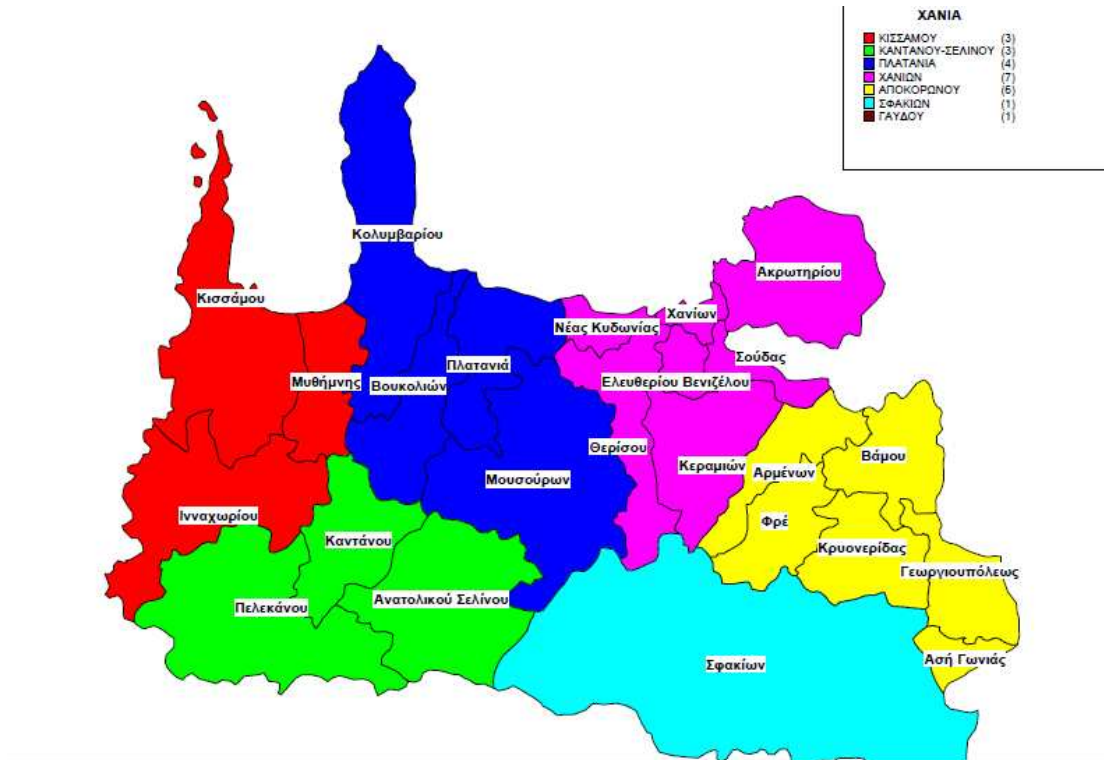 ΧΑΝΙΑ
ΚΙΣΣΑΜΟΥ (3)
ΚΑΝΤΑΝΟΥ-ΣΕΛΙΝΟΥ (3)
ΠΛΑΤΑΝΙΑ (4)
ΧΑΝΙΩΝ (7)
ΑΠΟΚΟΡΩΝΟΥ (6)
ΣΦΑΚΙΩΝ (1)
ΓΑΥΔΟΥ (1)
Κολυμβαρίου
Ακρωτηρίου
Κισσάμου
Χανίων
Νέας Κυδωνίας
Σούδας
Πλατανιά
Μυθήμνης
Βουκολιών
Ελευθερίου Βενιζέλου
Θερίσου
Βάμου
Κεραμιών
Αρμένων
Μουσούρων
Ινναχωρίου
Φρέ
Καντάνου
Κρυονερίδας
Γεωργιουπόλεως
Ανατολικού Σελίνου
Πελεκάνου
Ασή Γωνιάς
Σφακίων